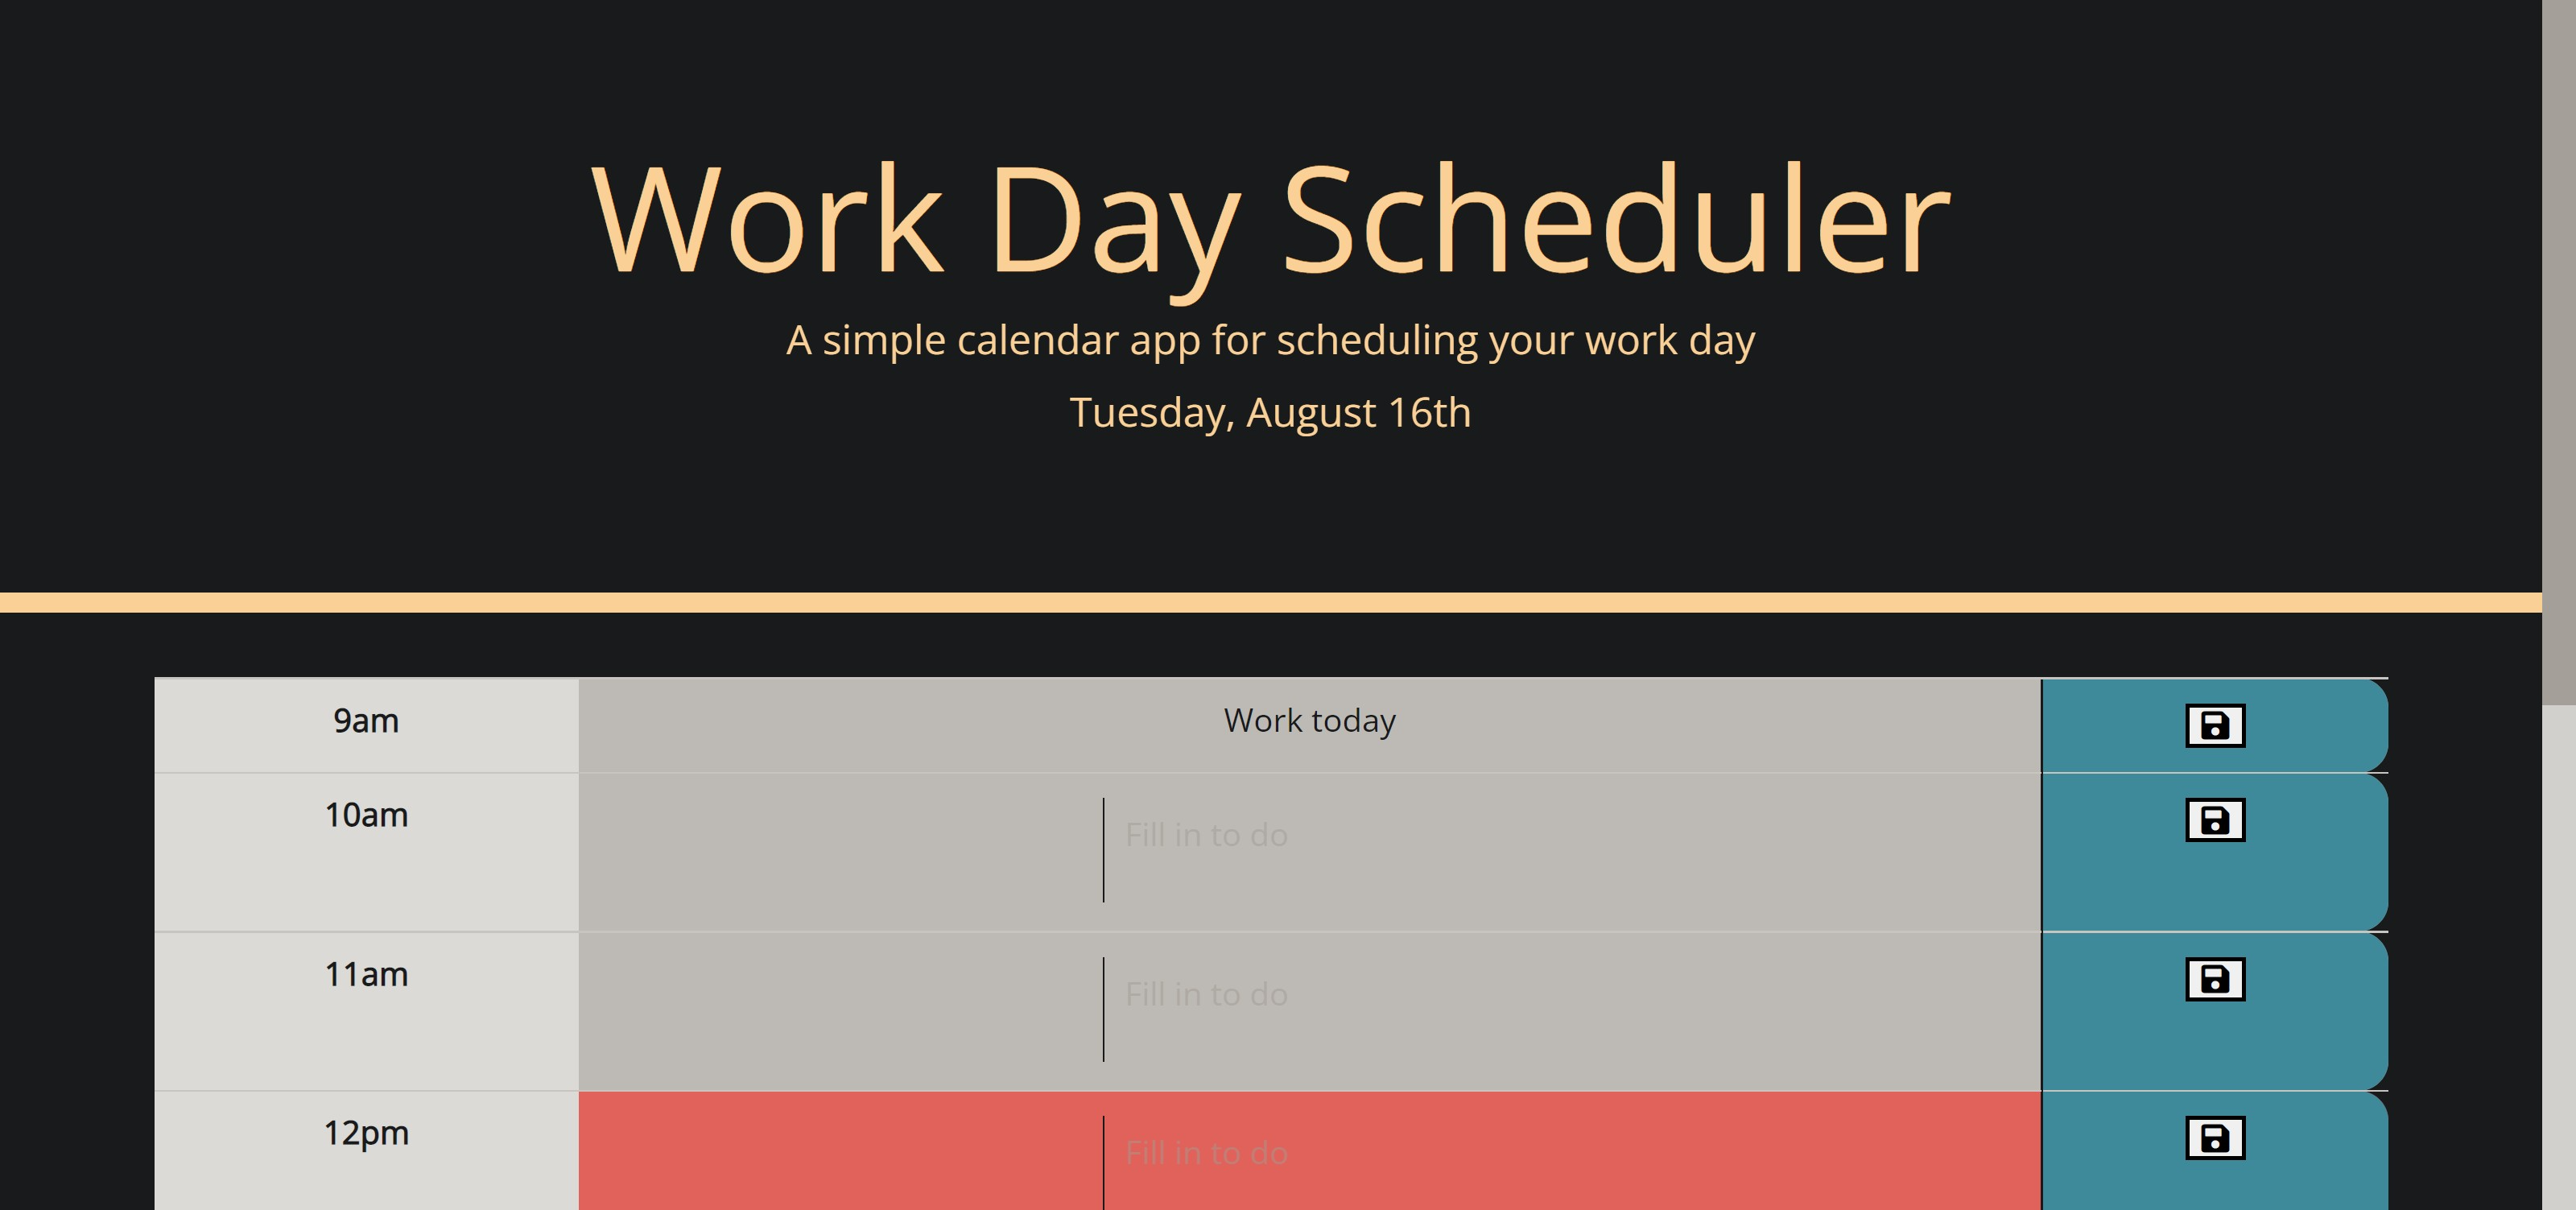 Work Day Scheduler
A simple calendar app for scheduling your work day
Tuesday, August 16th
9am Work today
10am Fill in to do
11am Fill in to do
12pm Fill in to do